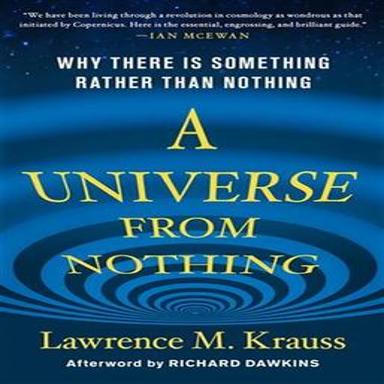 "We have been living through a revolution in cosmology as wondrous as that
initiated by Copernicus. Here is the essential, engrossing, and brilliant guide."
—IAN MCEWAN
WHY THERE IS SOMETHING
RATHER THAN NOTHING
A
UNIVERSE
FROM
NOTHING
Lawrence M. Krauss
Afterword by RICHARD DAWKINS